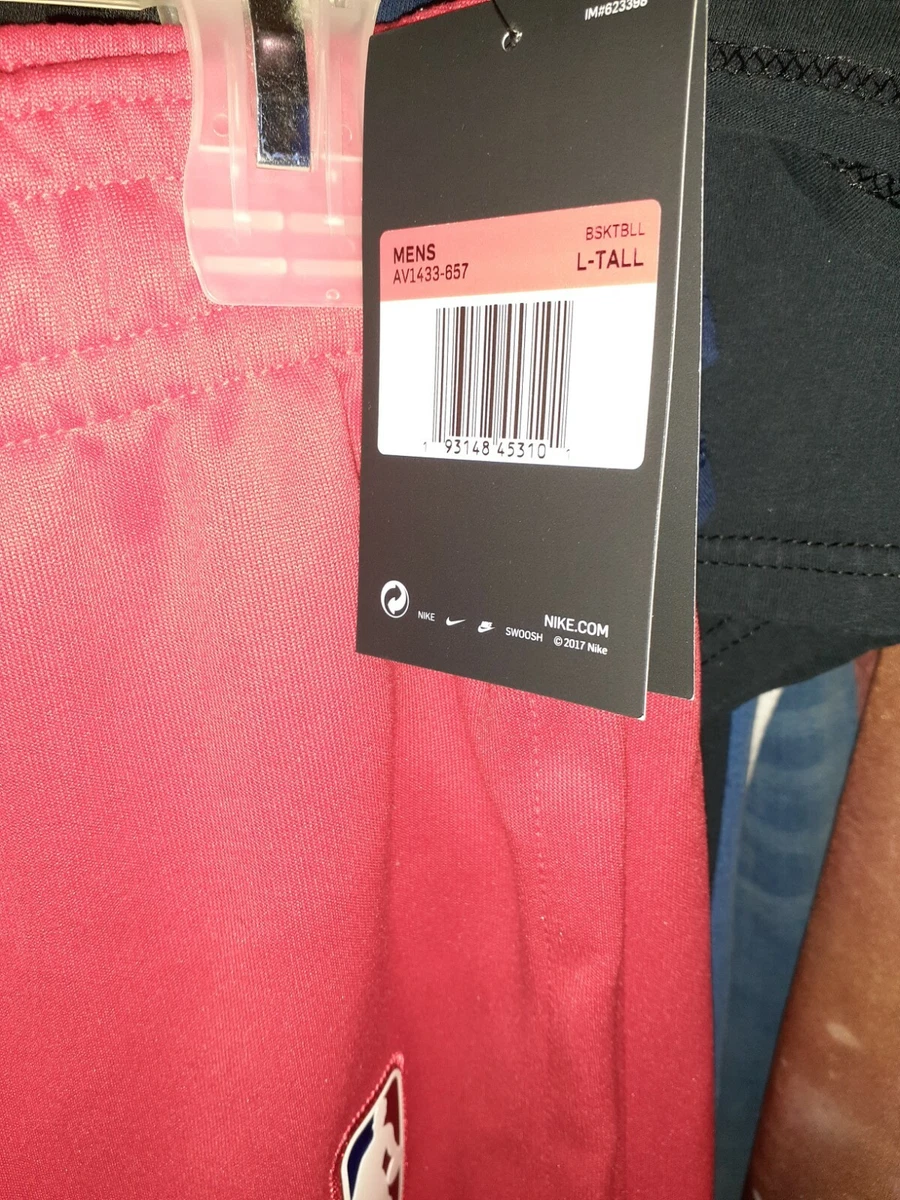 IM#623398
MENS
BSKTBLL
AV1433-657
L-TALL
1 93148 45310 1
NIKE
SWOOSH
NIKE.COM
© 2017 Nike